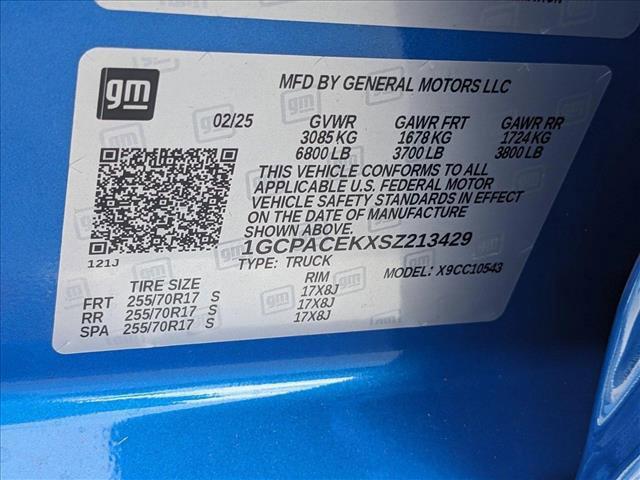 gm
MFD BY GENERAL MOTORS LLC
02/25 GVWR GAWR FRT GAWR RR
3085 KG 1678 KG 1724 KG
6800 LB 3700 LB 3800 LB
THIS VEHICLE CONFORMS TO ALL
APPLICABLE U.S. FEDERAL MOTOR
VEHICLE SAFETY STANDARDS IN EFFECT
ON THE DATE OF MANUFACTURE
SHOWN ABOVE.
1GCPACEKXSZ213429
121J TYPE: TRUCK MODEL: X9CC10543
TIRE SIZE RIM
FRT 255/70R17 S 17X8J
RR 255/70R17 S 17X8J
SPA 255/70R17 S 17X8J